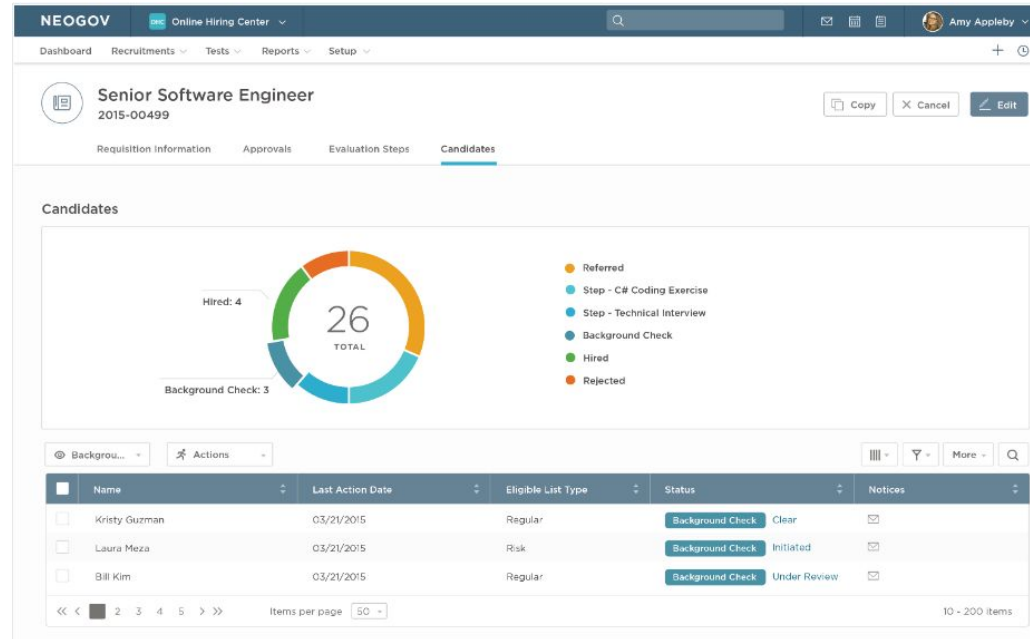 NEOGOV OHC Online Hiring Center Amy Appleby
Dashboard Recruitments Tests Reports Setup
Senior Software Engineer
2015-00499
Copy Cancel Edit
Requisition Information Approvals Evaluation Steps Candidates
Candidates
Hired: 4
26
TOTAL
Background Check: 3
Referred
Step - C# Coding Exercise
Step - Technical Interview
Background Check
Hired
Rejected
Backgrou... Actions More
Name Last Action Date Eligible List Type Status Notices
Kristy Guzman 03/21/2015 Regular Background Check Clear
Laura Meza 03/21/2015 Risk Background Check Initiated
Bill Kim 03/21/2015 Regular Background Check Under Review
2 3 4 5 Items per page 50 10 - 200 items